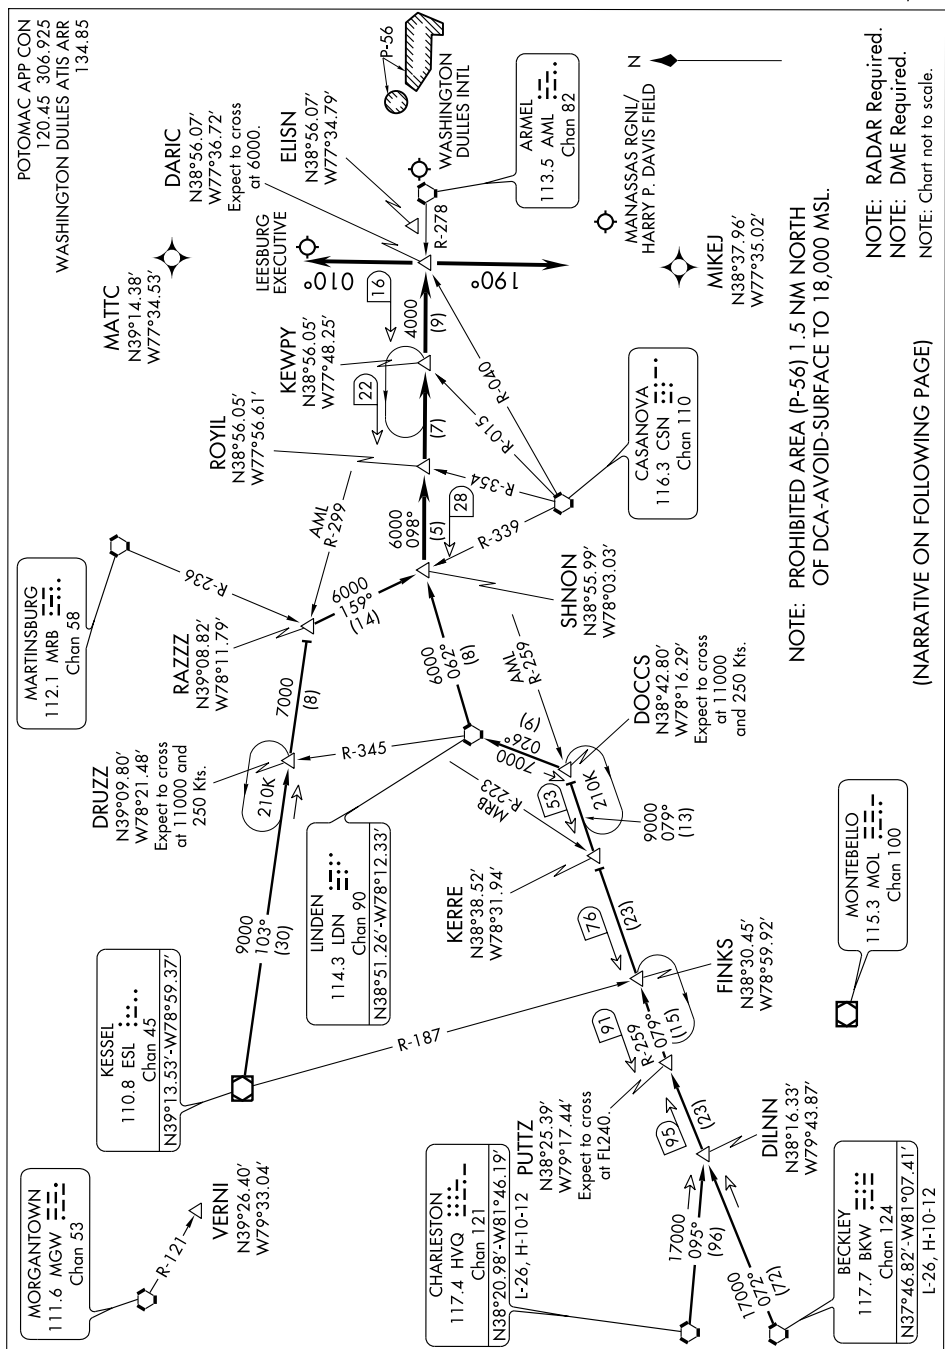 POTOMAC APP CON
120.45 306.925
WASHINGTON DULLES ATIS ARR
134.85
P-56
WASHINGTON
DULLES INTL
ARMEL
113.5 AML
Chan 82
N
MANASSAS RGNL/
HARRY P. DAVIS FIELD
NOTE: RADAR Required.
NOTE: DME Required.
NOTE: Chart not to scale.
MATTC
N39°14.38'
W77°34.53'
DARIC
N38°56.07'
W77°36.72'
Expect to cross
at 6000.
ELISN
N38°56.07'
W77°34.79'
LEESBURG
EXECUTIVE
010°
190°
R-278
MIKEJ
N38°37.96'
W77°35.02'
KEWPY
N38°56.05'
W77°48.25'
16
4000
(9)
22
(7)
R-040
R-015
R-354
R-339
CASANOVA
116.3 CSN
Chan 110
ROYIL
N38°56.05'
W77°56.61'
AML
R-299
6000
098°
(5)
28
NOTE: PROHIBITED AREA (P-56) 1.5 NM NORTH
OF DCA-AVOID-SURFACE TO 18,000 MSL.
(NARRATIVE ON FOLLOWING PAGE)
MARTINSBURG
112.1 MRB
Chan 58
R-236
RAZZZ
N39°08.82'
W78°11.79'
6000
159°
(14)
SHNON
N38°55.99'
W78°03.03'
7000
(8)
6000
062°
(8)
AML
R-259
DRUZZ
N39°09.80'
W78°21.48'
Expect to cross
at 11000 and
250 Kts.
210K
R-345
7000
026°
(9)
DOCCS
N38°42.80'
W78°16.29'
Expect to cross
at 11000
and 250 Kts.
LINDEN
114.3 LDN
Chan 90
N38°51.26'-W78°12.33'
MRB
R-223
53
210K
9000
079°
(13)
KERRE
N38°38.52'
W78°31.94'
9000
103°
(30)
76
(23)
KESSEL
110.8 ESL
Chan 45
N39°13.53'-W78°59.37'
R-187
FINKS
N38°30.45'
W78°59.92'
MONTEBELLO
115.3 MOL
Chan 100
91
R-259
079°
(15)
PUTTZ
N38°25.39'
W79°17.44'
Expect to cross
at FL240.
95
(23)
DILNN
N38°16.33'
W79°43.87'
MORGANTOWN
111.6 MGW
Chan 53
R-121
VERNI
N39°26.40'
W79°33.04'
CHARLESTON
117.4 HVQ
Chan 121
N38°20.98'-W81°46.19'
L-26, H-10-12
17000
095°
(96)
17000
072°
(72)
BECKLEY
117.7 BKW
Chan 124
N37°46.82'-W81°07.41'
L-26, H-10-12